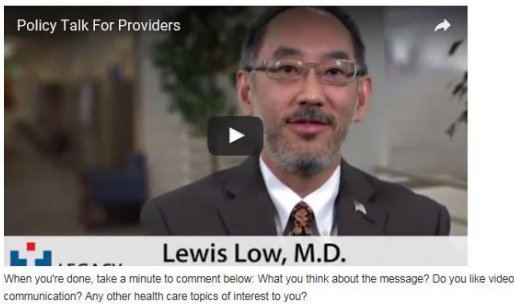 Policy Talk For Providers
LEGACY
Lewis Low, M.D.
When you're done, take a minute to comment below: What you think about the message? Do you like video
communication? Any other health care topics of interest to you?